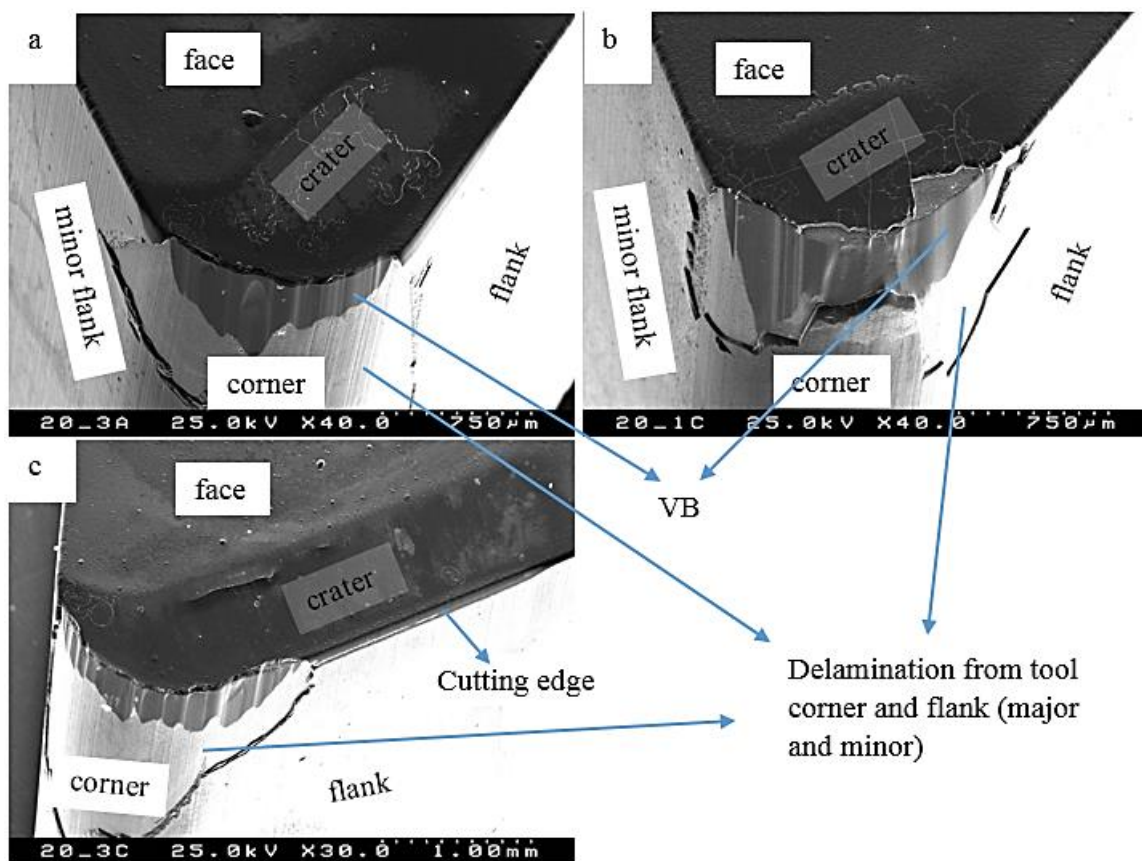 a
face
crater
minor flank
flank
corner
20_3A 25.0kV X40.0 750µm
b
face
crater
minor flank
flank
corner
20_1C 25.0kV X40.0 750µm
VB
c
face
crater
Cutting edge
corner
flank
20_3C 25.0kV X30.0 1.00mm
Delamination from tool
corner and flank (major
and minor)